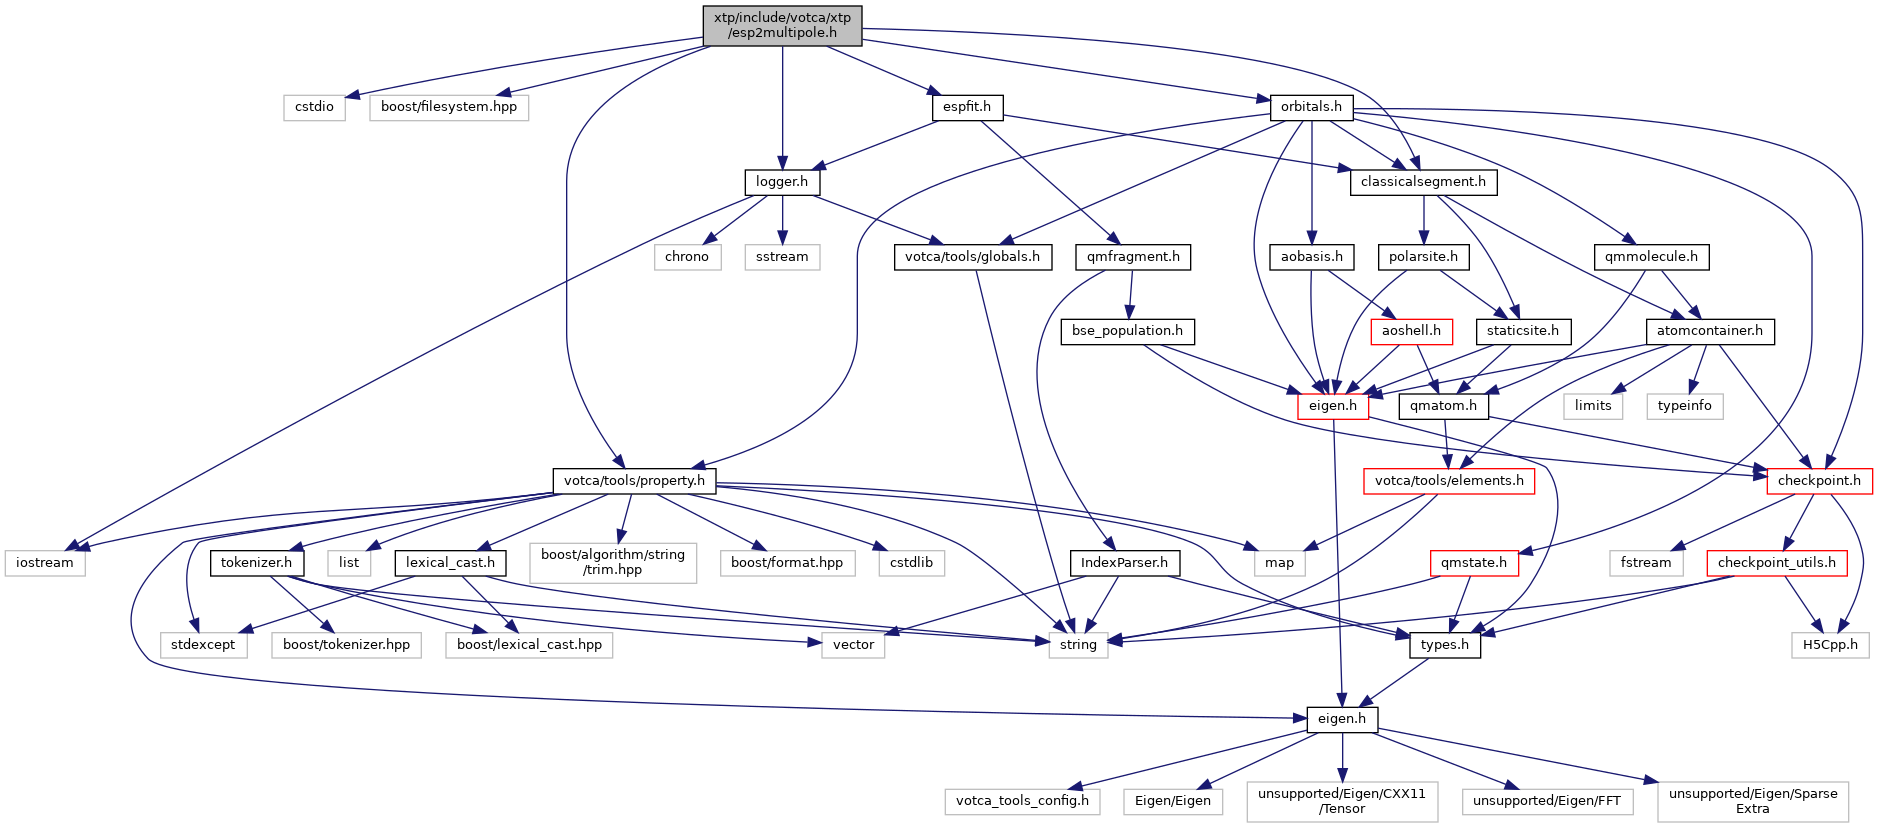 xtp/include/votca/xtp
/esp2multipole.h
cstdio
boost/filesystem.hpp
espfit.h
orbitals.h
logger.h
classicalsegment.h
chrono
sstream
votca/tools/globals.h
qmfragment.h
aobasis.h
polarsite.h
qmmolecule.h
bse_population.h
aoshell.h
staticsite.h
atomcontainer.h
eigen.h
qmatom.h
limits
typeinfo
votca/tools/property.h
votca/tools/elements.h
checkpoint.h
iostream
tokenizer.h
list
lexical_cast.h
boost/algorithm/string
/trim.hpp
boost/format.hpp
cstdlib
IndexParser.h
map
qmstate.h
fstream
checkpoint_utils.h
stdexcept
boost/tokenizer.hpp
boost/lexical_cast.hpp
vector
string
types.h
H5Cpp.h
eigen.h
votca_tools_config.h
Eigen/Eigen
unsupported/Eigen/CXX11
/Tensor
unsupported/Eigen/FFT
unsupported/Eigen/Sparse
Extra